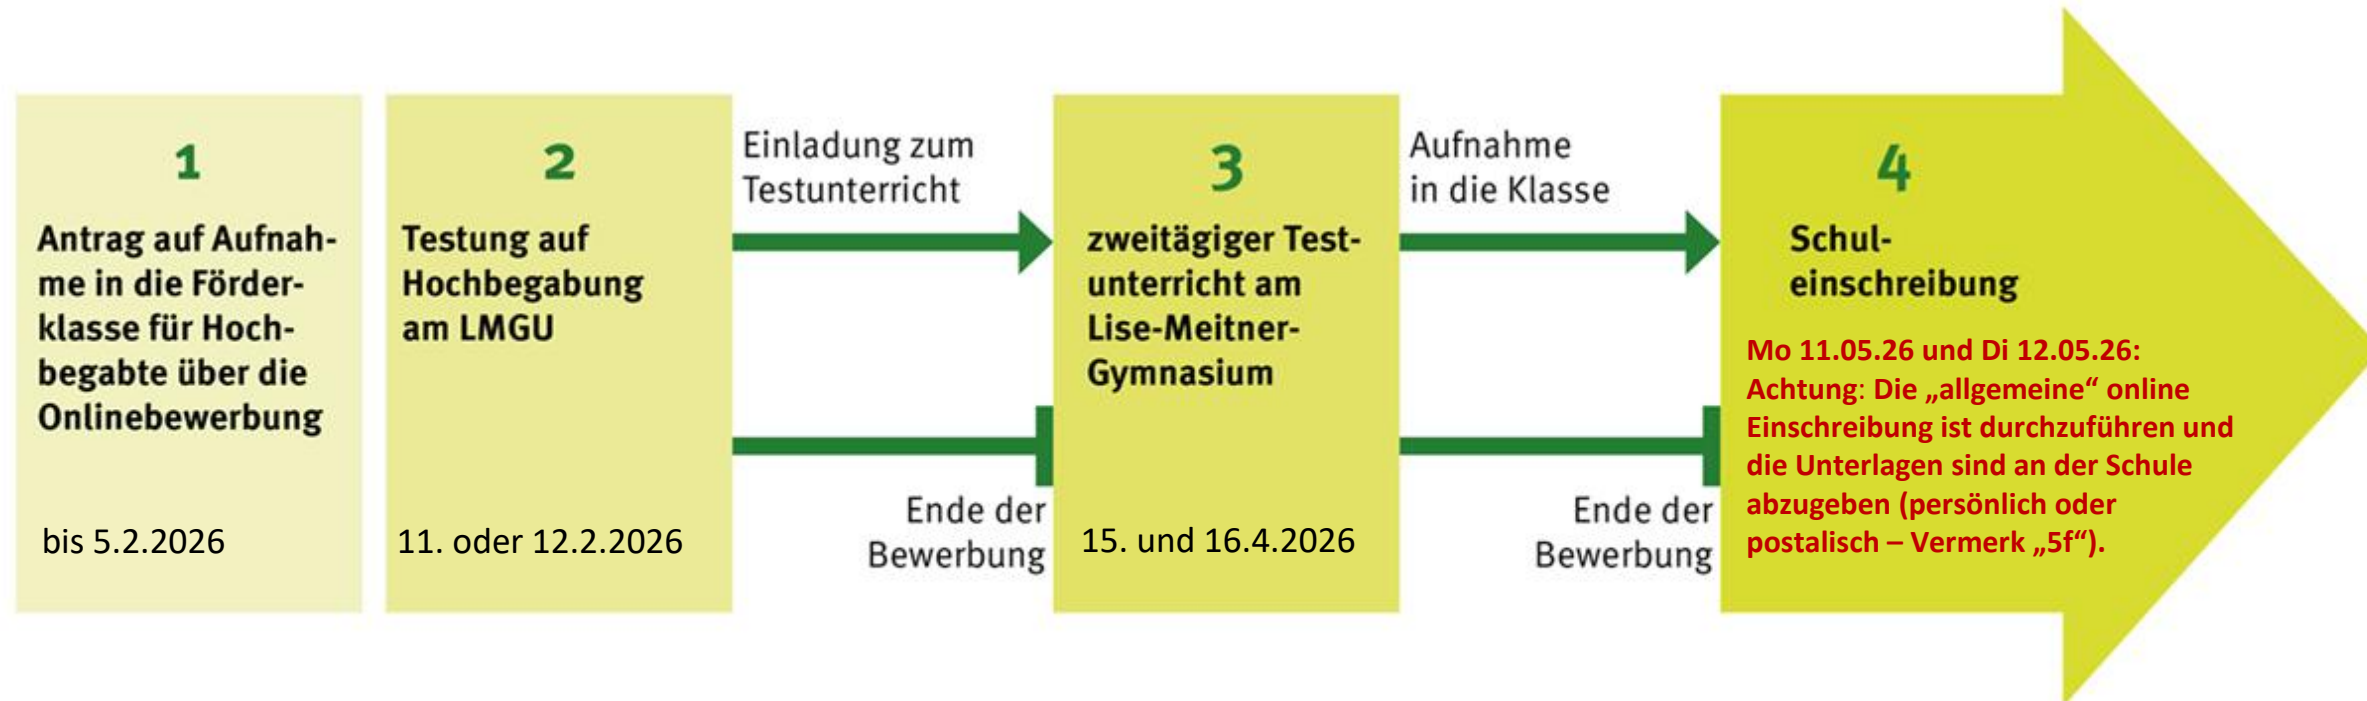 1
Antrag auf Aufnah-
me in die Förder-
klasse für Hoch-
begabte über die
Onlinebewerbung
bis 5.2.2026
2
Testung auf
Hochbegabung
am LMGU
11. oder 12.2.2026
Einladung zum
Testunterricht
Ende der
Bewerbung
3
zweitägiger Test-
unterricht am
Lise-Meitner-
Gymnasium
15. und 16.4.2026
Aufnahme
in die Klasse
Ende der
Bewerbung
4
Schul-
einschreibung
Mo 11.05.26 und Di 12.05.26:
Achtung: Die „allgemeine“ online
Einschreibung ist durchzuführen und
die Unterlagen sind an der Schule
abzugeben (persönlich oder
postalisch – Vermerk „5f“).